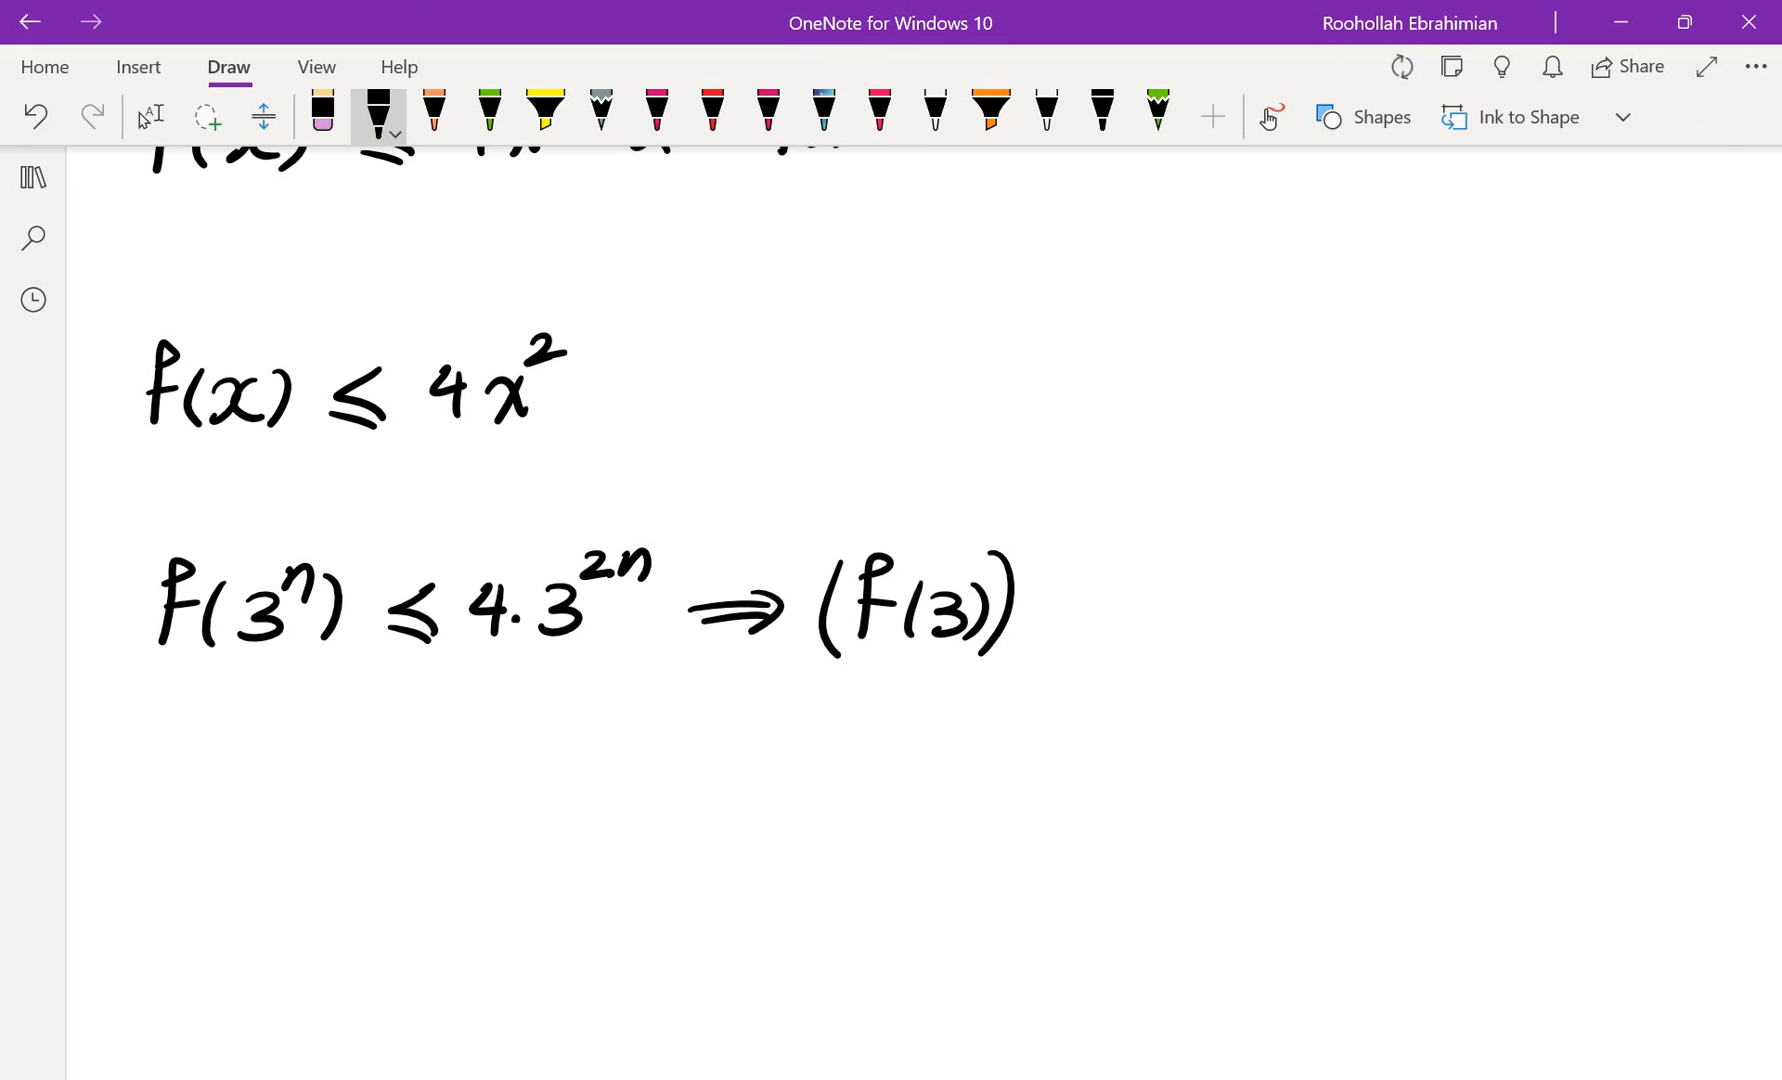 OneNote for Windows 10
Roohollah Ebrahimian
Home Insert Draw View Help
Share
Shapes
Ink to Shape
f(x) ≤
f(x) ≤ 4x²
f(3ⁿ) ≤ 4·3²ⁿ ⟹ (f(3))